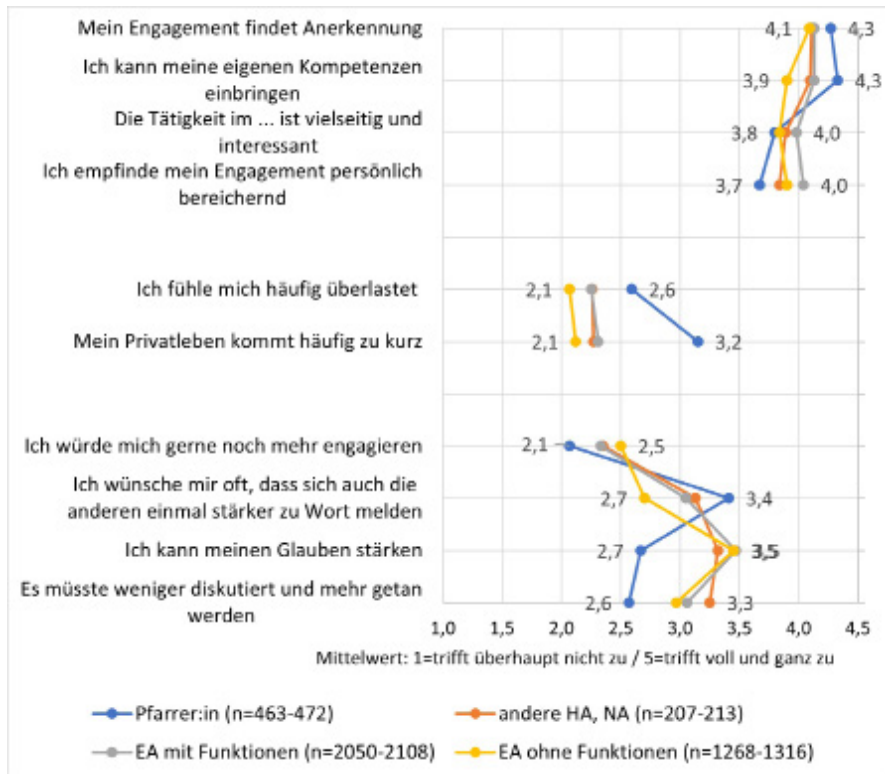 Mein Engagement findet Anerkennung
4,1
4,3
Ich kann meine eigenen Kompetenzen
einbringen
3,9
4,3
Die Tätigkeit im ... ist vielseitig und
interessant
3,8
4,0
Ich empfinde mein Engagement persönlich
bereichernd
3,7
4,0
Ich fühle mich häufig überlastet
2,1
2,6
Mein Privatleben kommt häufig zu kurz
2,1
3,2
Ich würde mich gerne noch mehr engagieren
2,1
2,5
Ich wünsche mir oft, dass sich auch die
anderen einmal stärker zu Wort melden
2,7
3,4
Ich kann meinen Glauben stärken
2,7
3,5
Es müsste weniger diskutiert und mehr getan
werden
2,6
3,3
1,0 1,5 2,0 2,5 3,0 3,5 4,0 4,5
Mittelwert: 1=trifft überhaupt nicht zu / 5=trifft voll und ganz zu
Pfarrer:in (n=463-472)
andere HA, NA (n=207-213)
EA mit Funktionen (n=2050-2108)
EA ohne Funktionen (n=1268-1316)